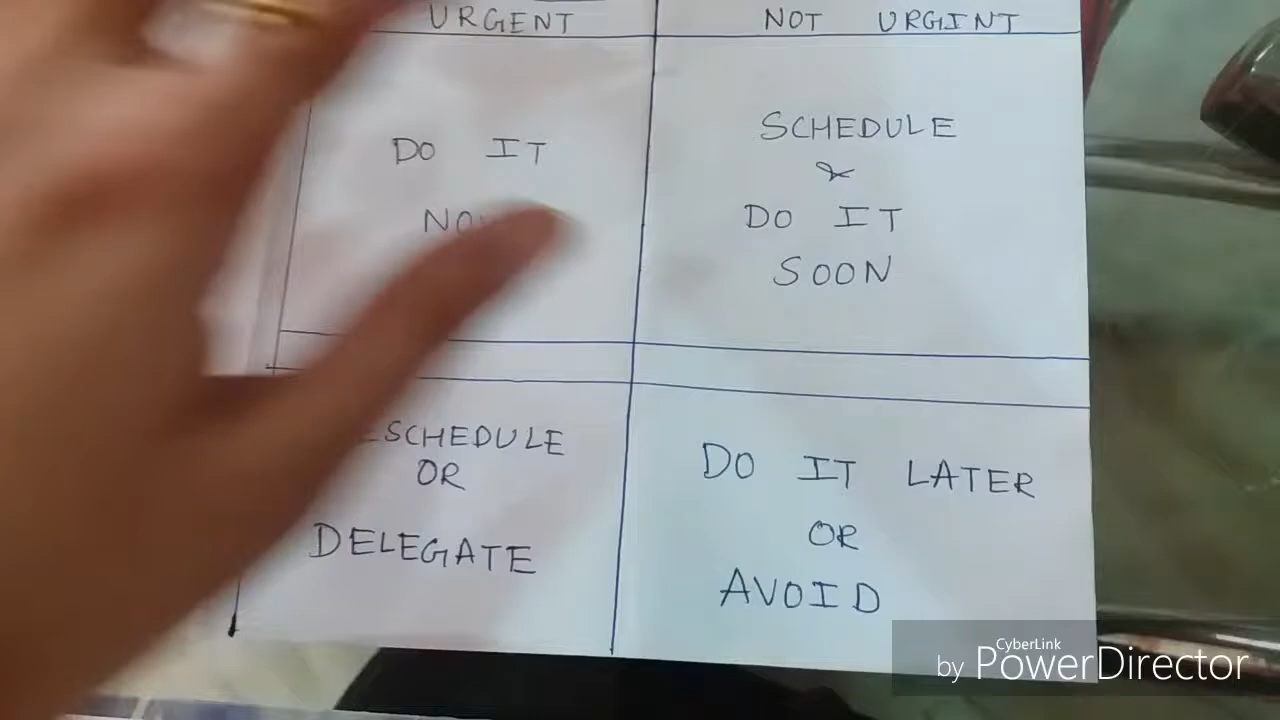 URGENT
NOT URGINT
DO IT
SCHEDULE
&
DO IT
SOON
OR
DELEGATE
DO IT LATER
OR
AVOID
CyberLink
by PowerDirector